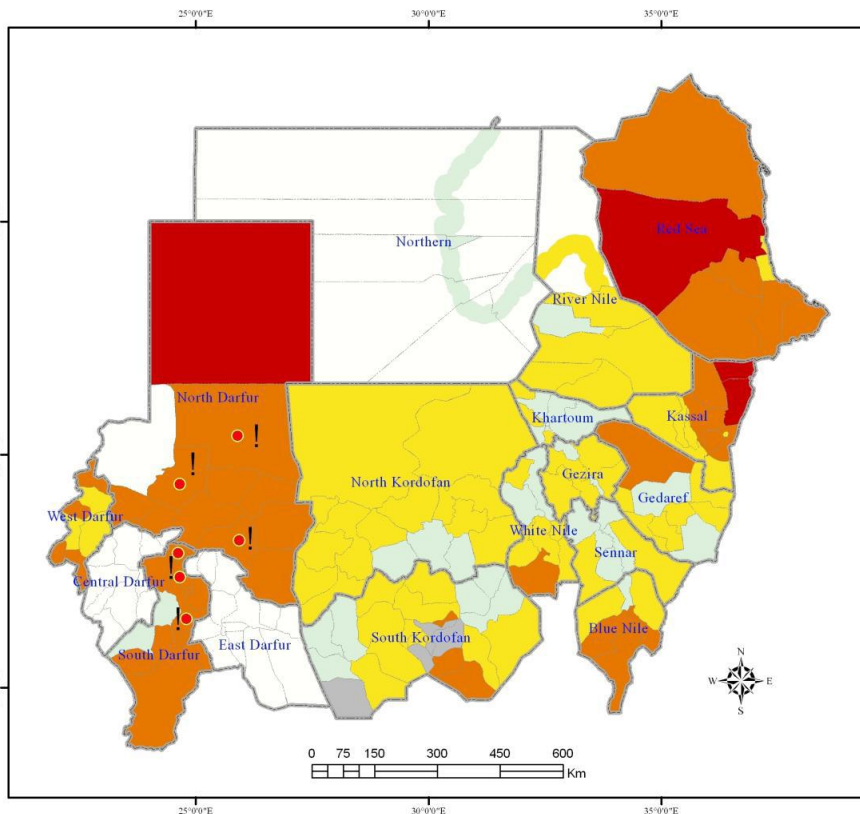 25°0'0"E 30°0'0"E 35°0'0"E
Red Sea
Northern
River Nile
North Darfur
!
Khartoum
Kassal
!
Gezira
North Kordofan
Gedaref
West Darfur
White Nile
!
Sennar
!
Central Darfur
!
Blue Nile
South Kordofan
East Darfur
South Darfur
N
W E
S
0 75 150 300 450 600
Km
25°0'0"E 30°0'0"E 35°0'0"E